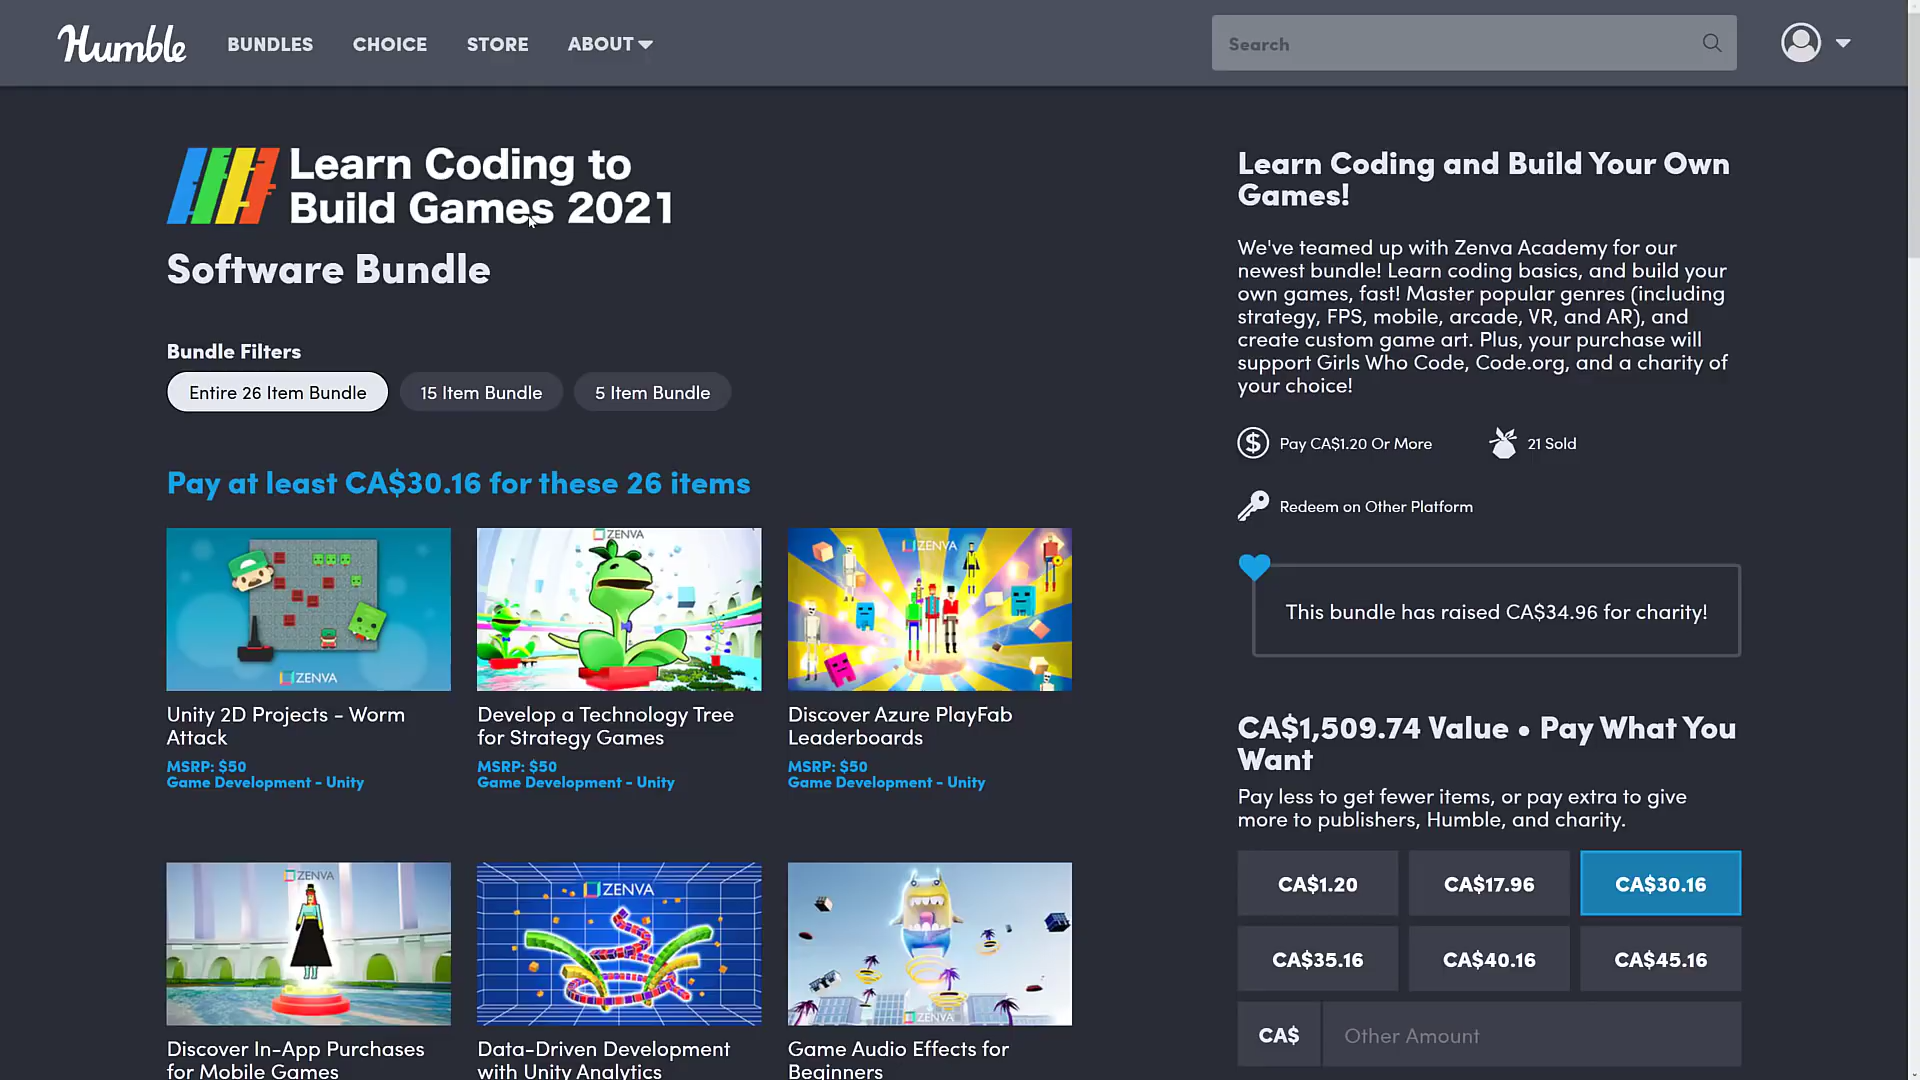 Humble
BUNDLES
CHOICE
STORE
ABOUT
Search
Learn Coding to
Build Games 2021
Software Bundle
Bundle Filters
Entire 26 Item Bundle
15 Item Bundle
5 Item Bundle
Pay at least CA$30.16 for these 26 items
ZENVA
ZENVA
ZENVA
Unity 2D Projects - Worm
Attack
MSRP: $50
Game Development - Unity
Develop a Technology Tree
for Strategy Games
MSRP: $50
Game Development - Unity
Discover Azure PlayFab
Leaderboards
MSRP: $50
Game Development - Unity
ZENVA
ZENVA
ZENVA
Discover In-App Purchases
for Mobile Games
Data-Driven Development
with Unity Analytics
Game Audio Effects for
Beginners
Learn Coding and Build Your Own
Games!
We've teamed up with Zenva Academy for our
newest bundle! Learn coding basics, and build your
own games, fast! Master popular genres (including
strategy, FPS, mobile, arcade, VR, and AR), and
create custom game art. Plus, your purchase will
support Girls Who Code, Code.org, and a charity of
your choice!
$
Pay CA$1.20 Or More
21 Sold
Redeem on Other Platform
This bundle has raised CA$34.96 for charity!
CA$1,509.74 Value • Pay What You
Want
Pay less to get fewer items, or pay extra to give
more to publishers, Humble, and charity.
CA$1.20
CA$17.96
CA$30.16
CA$35.16
CA$40.16
CA$45.16
CA$
Other Amount